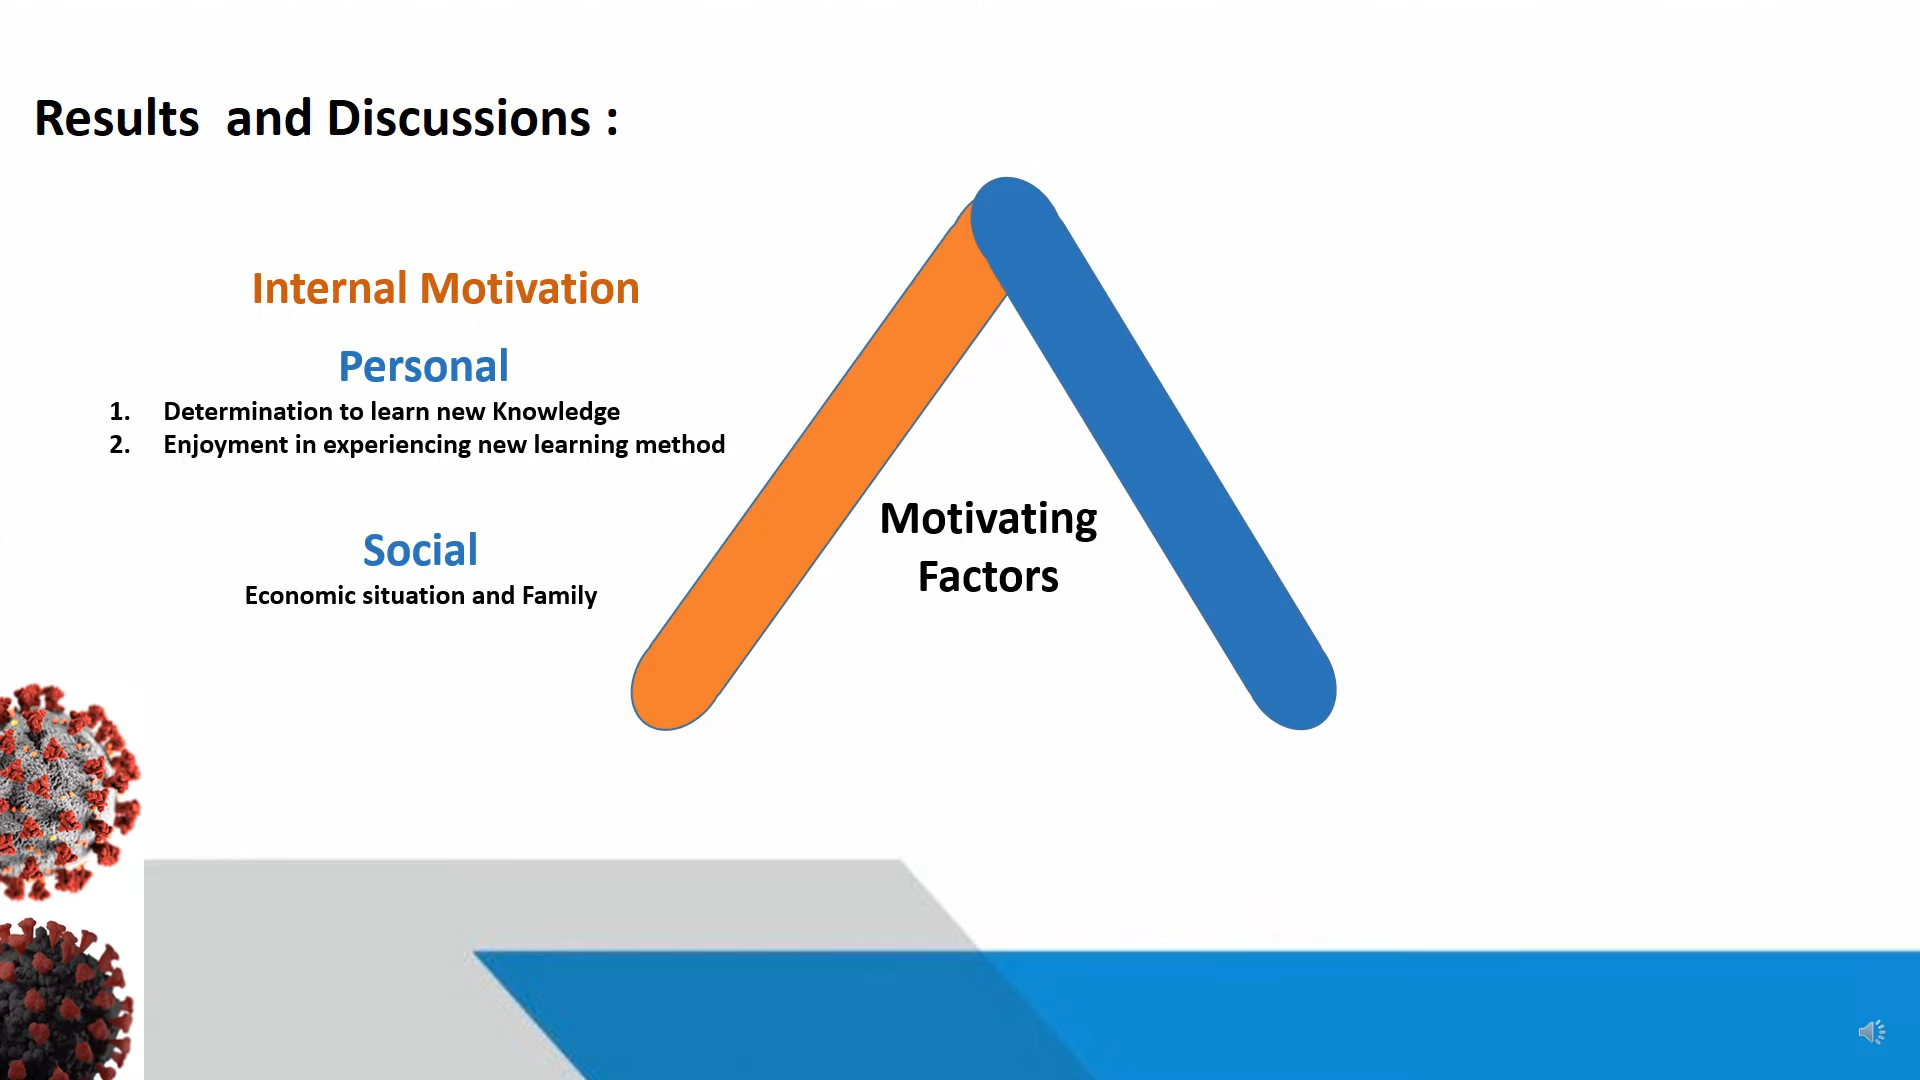 Results  and Discussions :
Internal Motivation
Personal
1. Determination to learn new Knowledge
2. Enjoyment in experiencing new learning method
Social
Economic situation and Family
Motivating
Factors